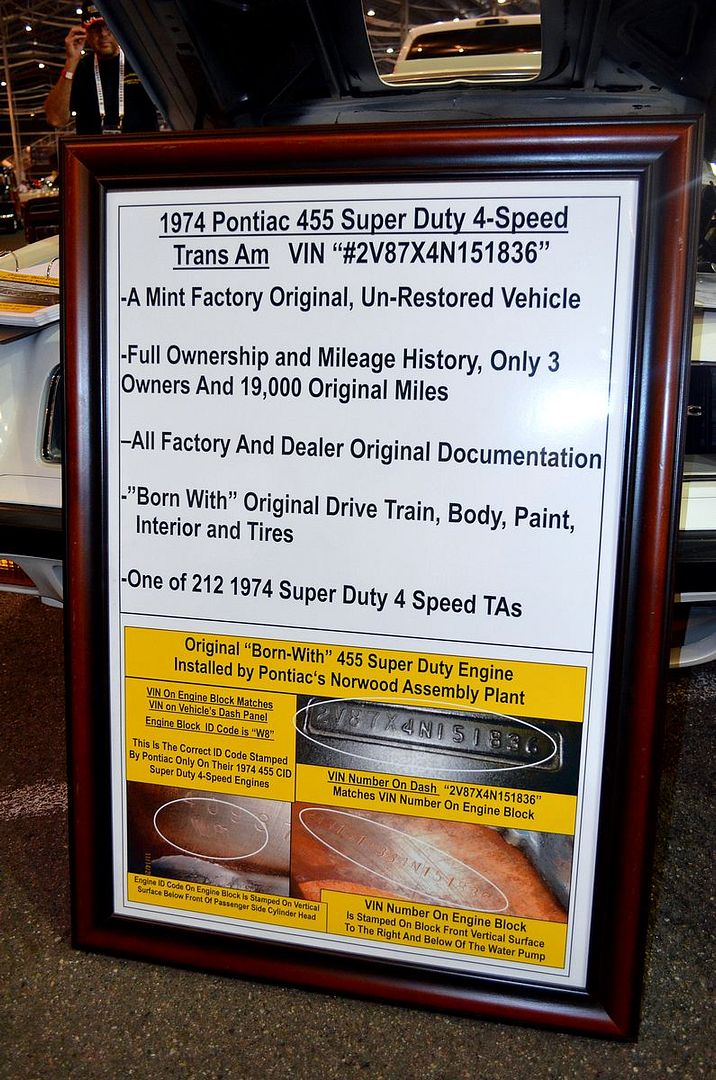 1974 Pontiac 455 Super Duty 4-Speed
Trans Am VIN “#2V87X4N151836”
-A Mint Factory Original, Un-Restored Vehicle
-Full Ownership and Mileage History, Only 3
Owners And 19,000 Original Miles
–All Factory And Dealer Original Documentation
-”Born With” Original Drive Train, Body, Paint,
Interior and Tires
-One of 212 1974 Super Duty 4 Speed TAs
Original “Born-With” 455 Super Duty Engine
Installed by Pontiac‘s Norwood Assembly Plant
VIN On Engine Block Matches
VIN on Vehicle’s Dash Panel
Engine Block ID Code is “W8”
This Is The Correct ID Code Stamped
By Pontiac Only On Their 1974 455 CID
Super Duty 4-Speed Engines
2V87X4N151836
VIN Number On Dash “2V87X4N151836”
Matches VIN Number On Engine Block
Engine ID Code On Engine Block Is Stamped On Vertical
Surface Below Front Of Passenger Side Cylinder Head
VIN Number On Engine Block
Is Stamped On Block Front Vertical Surface
To The Right And Below Of The Water Pump